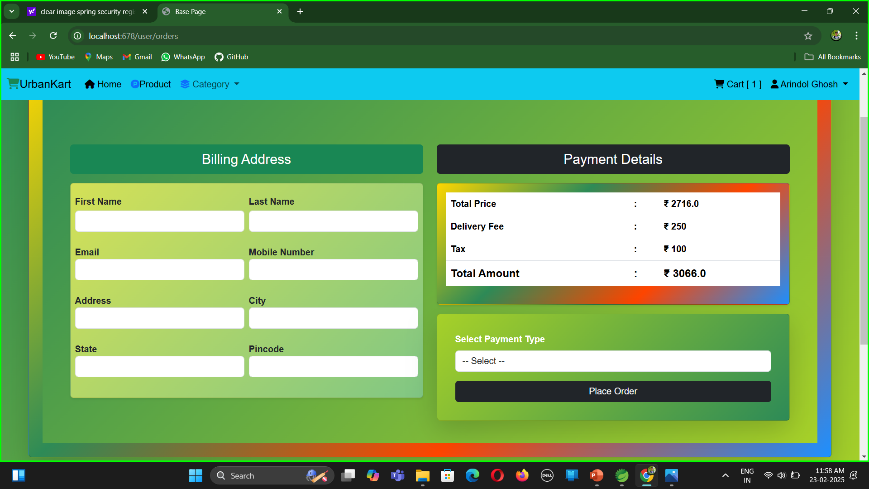 clear image spring security reg
Base Page
localhost:670/user/orders
YouTube Maps Gmail WhatsApp GitHub All Bookmarks
UrbanKart Home Product Category Cart [ 1 ] Arindol Ghosh
Billing Address
Payment Details
First Name Last Name
Email Mobile Number
Address City
State Pincode
Total Price : ₹ 2716.0
Delivery Fee : ₹ 250
Tax : ₹ 100
Total Amount : ₹ 3066.0
Select Payment Type
-- Select --
Place Order
Search
ENG
IN
11:58 AM
23-02-2025